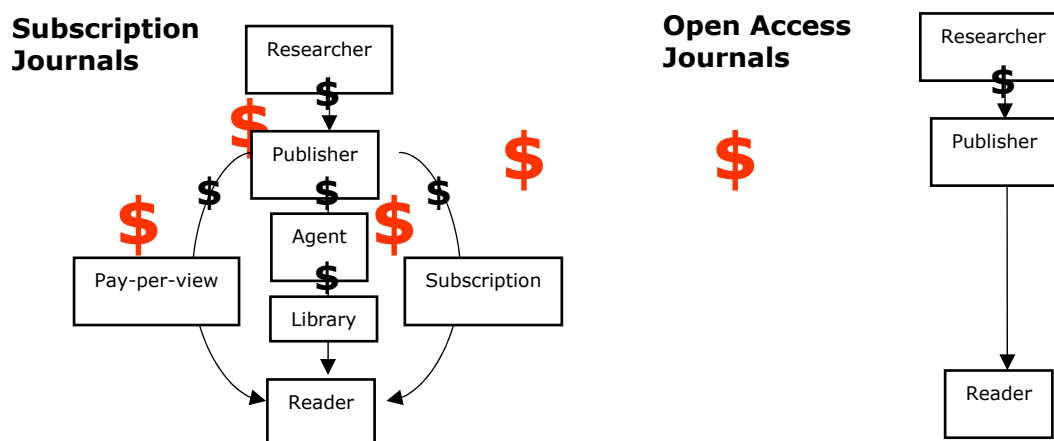 Subscription
Journals
Researcher
$
$
Publisher
$
$
$
$
$
Agent
$
Pay-per-view
Subscription
Library
Reader
Open Access
Journals
Researcher
$
$
Publisher
Reader